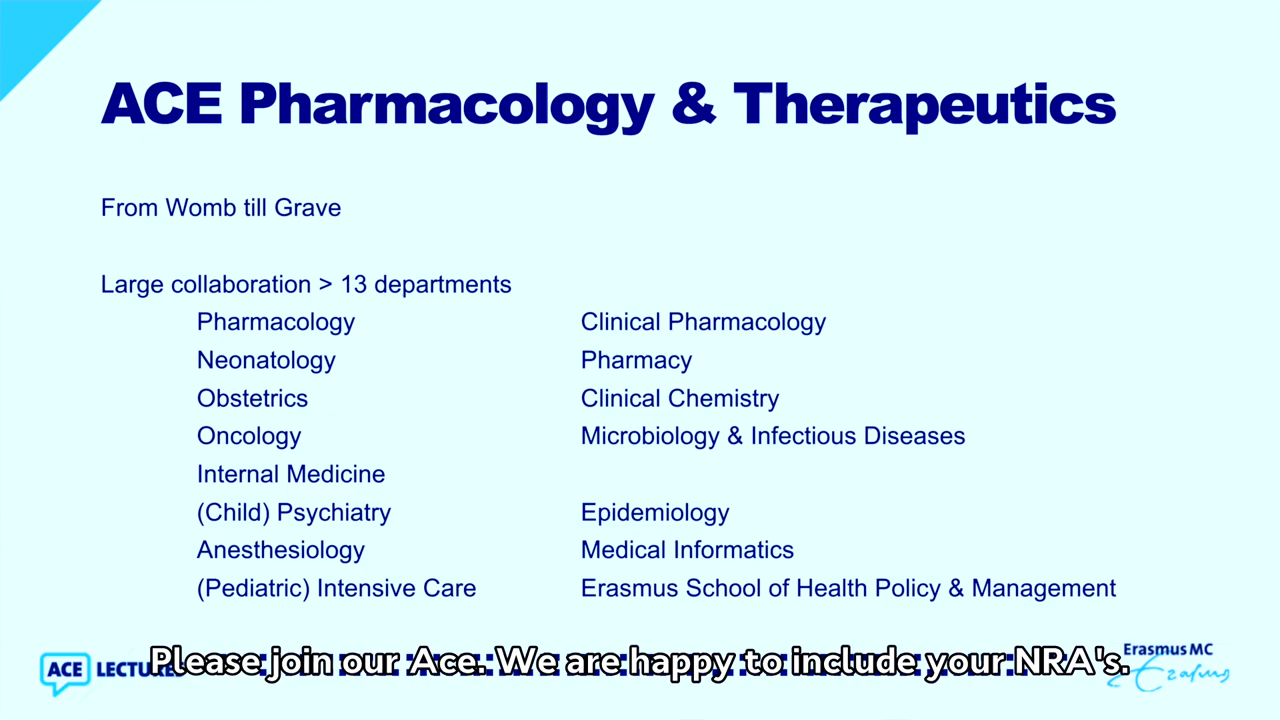 ACE Pharmacology & Therapeutics
From Womb till Grave
Large collaboration > 13 departments
Pharmacology Clinical Pharmacology
Neonatology Pharmacy
Obstetrics Clinical Chemistry
Oncology Microbiology & Infectious Diseases
Internal Medicine
(Child) Psychiatry Epidemiology
Anesthesiology Medical Informatics
(Pediatric) Intensive Care Erasmus School of Health Policy & Management
Please join our Ace. We are happy to include your NRA's.
ACE LECTURES
Erasmus MC
Erasmus